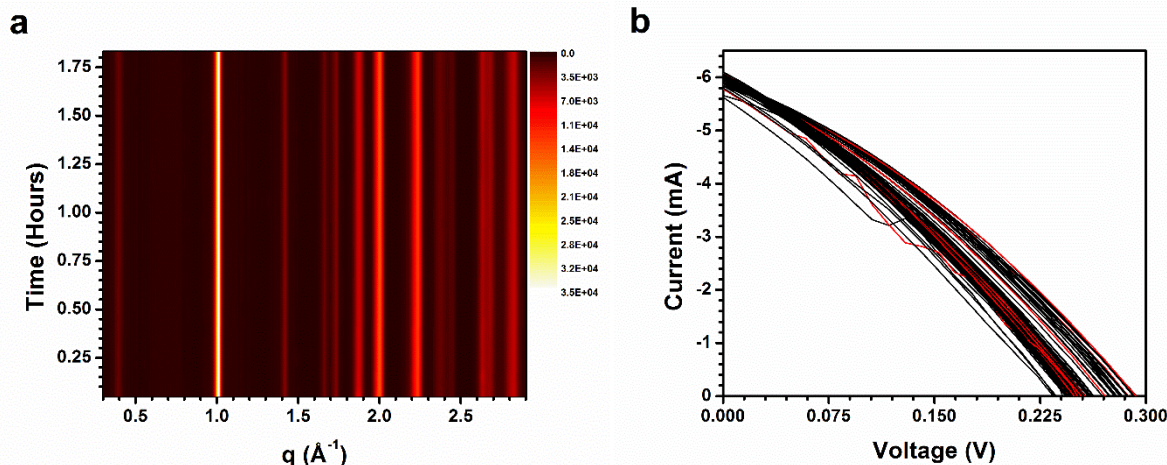 a
Time (Hours)
1.75
1.50
1.25
1.00
0.75
0.50
0.25
0.5
1.0
1.5
2.0
2.5
q (Å⁻¹)
0.0
3.5E+03
7.0E+03
1.1E+04
1.4E+04
1.8E+04
2.1E+04
2.5E+04
2.8E+04
3.2E+04
3.5E+04
b
Current (mA)
-6
-5
-4
-3
-2
-1
0
0.000
0.075
0.150
0.225
0.300
Voltage (V)